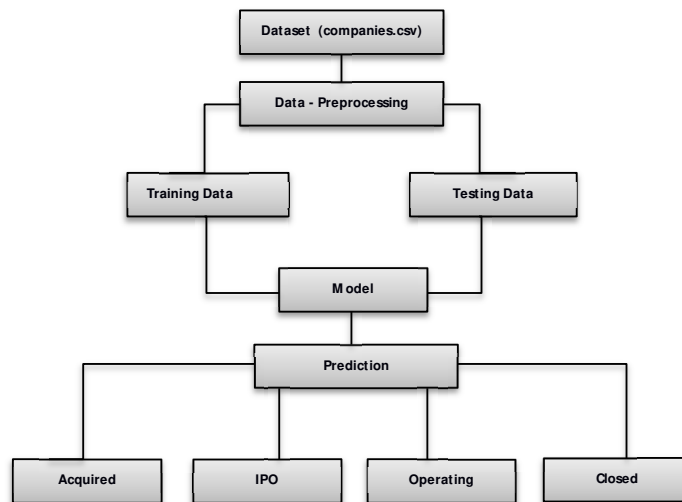 Dataset (companies.csv)
Data - Preprocessing
Training Data
Testing Data
Model
Prediction
Acquired
IPO
Operating
Closed